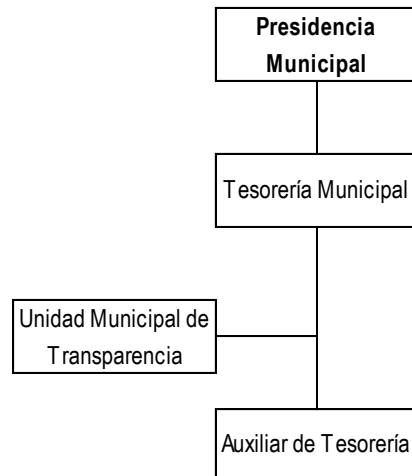 Presidencia
Municipal
Tesorería Municipal
Unidad Municipal de
Transparencia
Auxiliar de Tesorería